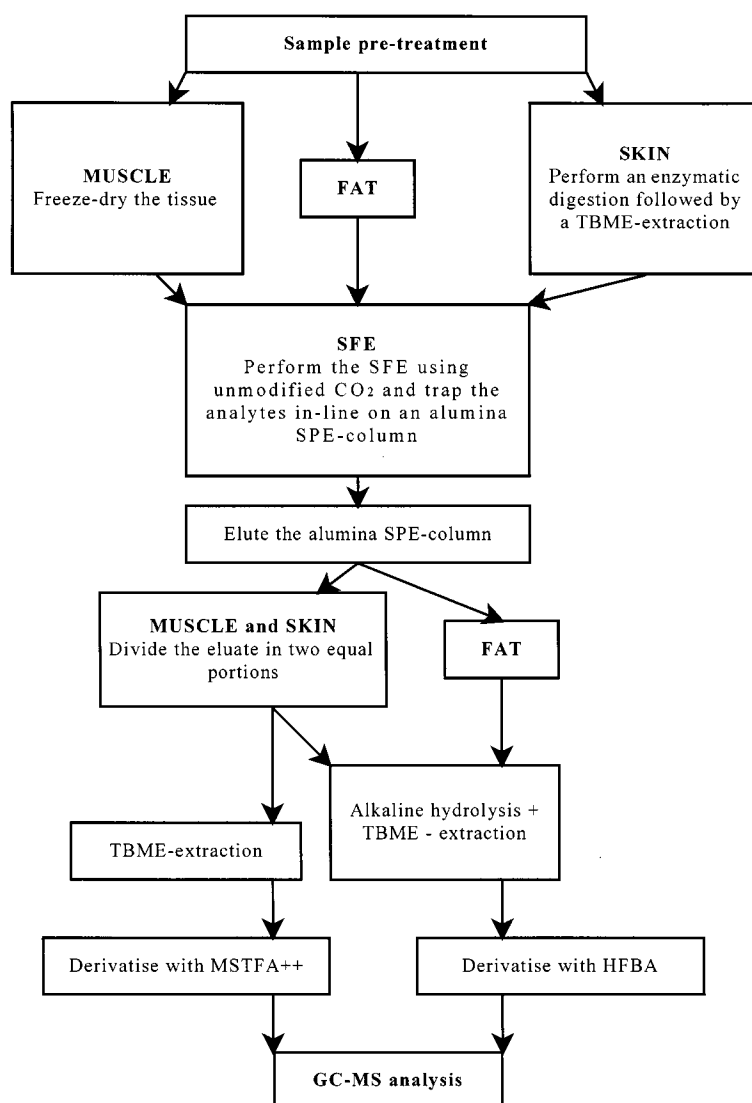 Sample pre-treatment
MUSCLE
Freeze-dry the tissue
FAT
SKIN
Perform an enzymatic
digestion followed by
a TBME-extraction
SFE
Perform the SFE using
unmodified CO2 and trap the
analytes in-line on an alumina
SPE-column
Elute the alumina SPE-column
MUSCLE and SKIN
Divide the eluate in two equal
portions
FAT
Alkaline hydrolysis +
TBME - extraction
TBME-extraction
Derivatise with MSTFA++
Derivatise with HFBA
GC-MS analysis